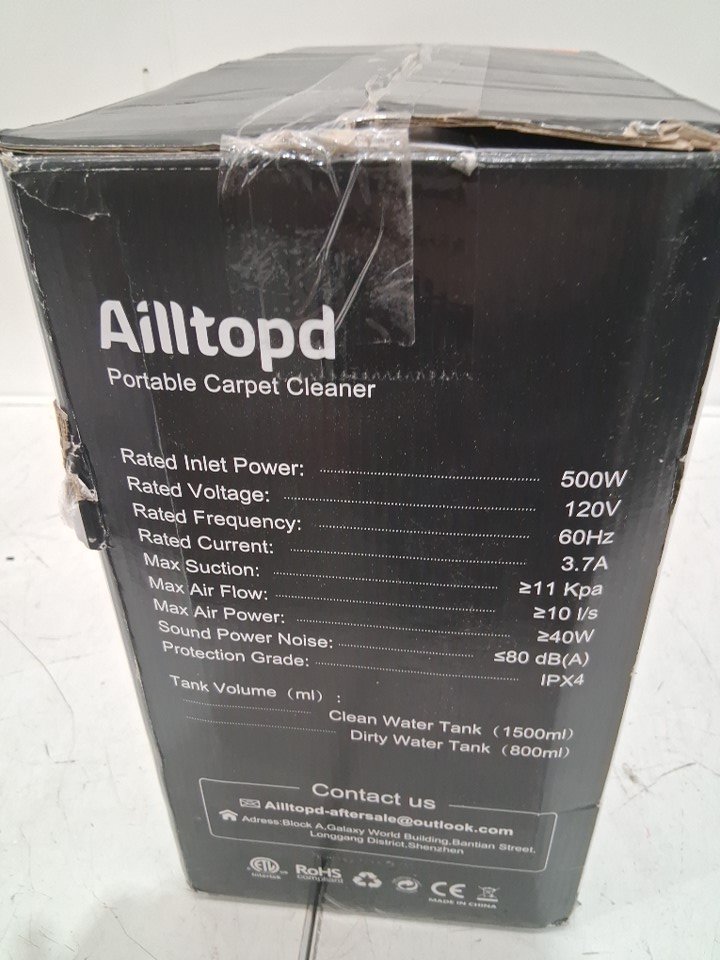 Ailltopd
Portable Carpet Cleaner
Rated Inlet Power: 500W
Rated Voltage: 120V
Rated Frequency: 60Hz
Rated Current: 3.7A
Max Suction: ≥11 Kpa
Max Air Flow: ≥10 l/s
Max Air Power: ≥40W
Sound Power Noise: ≤80 dB(A)
Protection Grade: IPX4
Tank Volume (ml) :
Clean Water Tank (1500ml)
Dirty Water Tank (800ml)
Contact us
Ailltopd-aftersale@outlook.com
Adress:Block A,Galaxy World Building,Bantian Street,
Longgang District,Shenzhen
ETL
Intertek
RoHS
compliant
CE
MADE IN CHINA